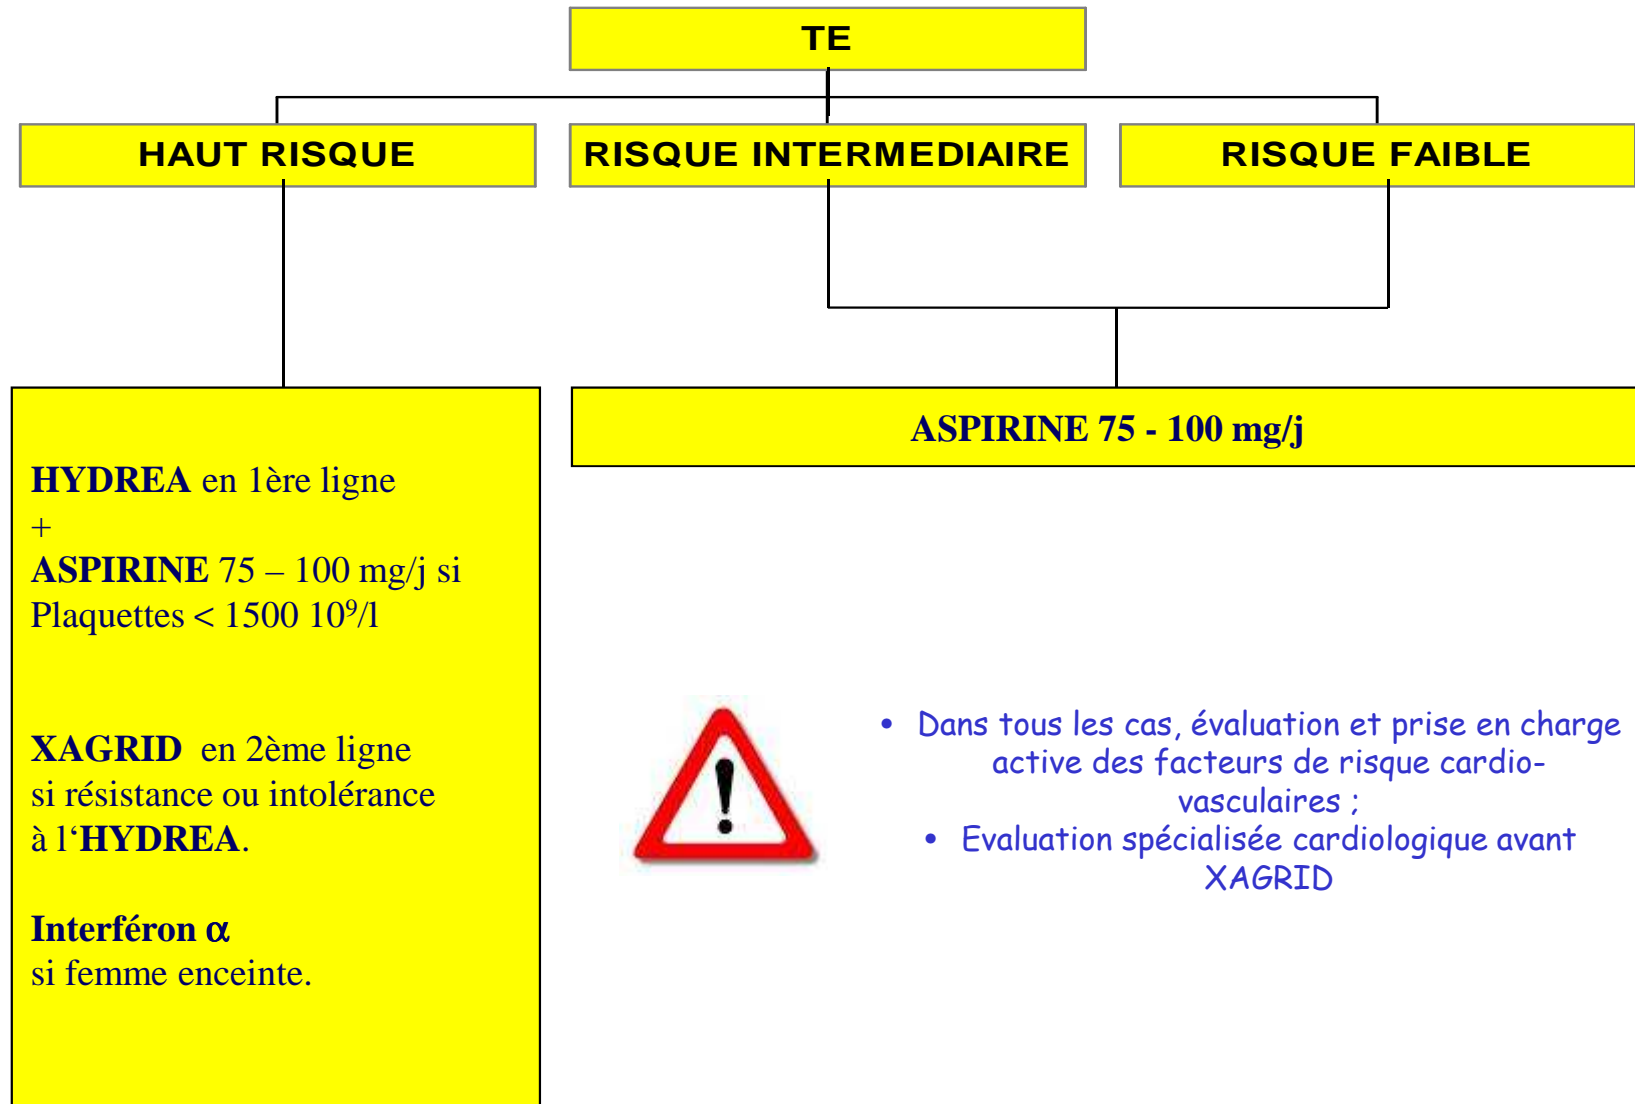 TE
HAUT RISQUE
RISQUE INTERMEDIAIRE
RISQUE FAIBLE
HYDREA en 1ère ligne
+
ASPIRINE 75 – 100 mg/j si
Plaquettes < 1500 10⁹/l
XAGRID en 2ème ligne
si résistance ou intolérance
à l‘HYDREA.
Interféron α
si femme enceinte.
ASPIRINE 75 - 100 mg/j
• Dans tous les cas, évaluation et prise en charge
active des facteurs de risque cardio-
vasculaires ;
• Evaluation spécialisée cardiologique avant
XAGRID